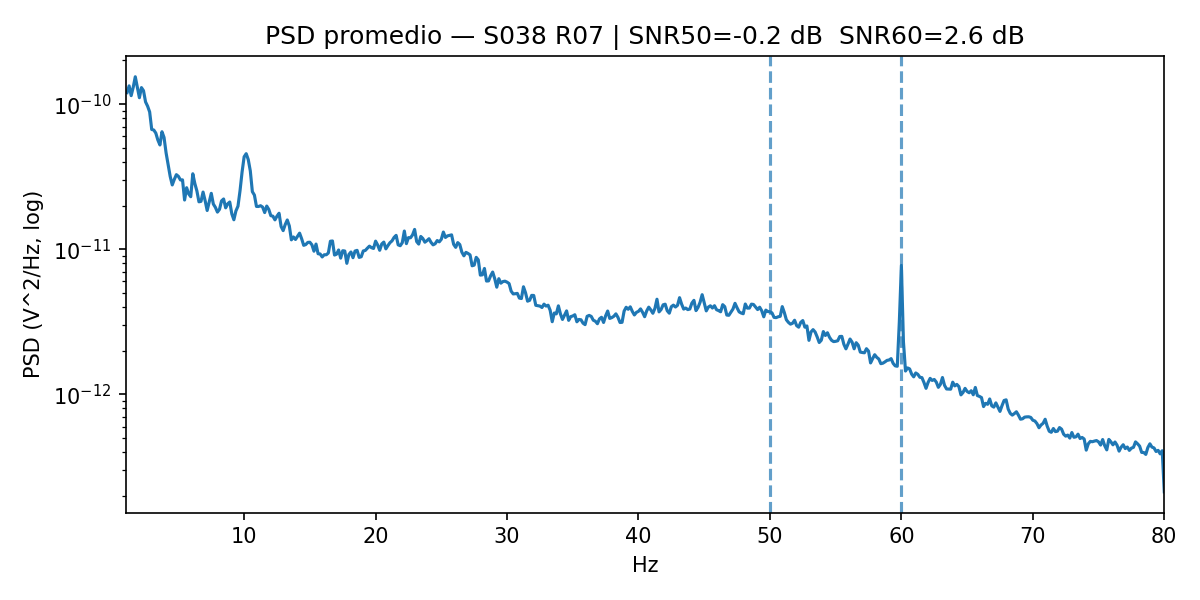 PSD promedio — S038 R07 | SNR50=-0.2 dB  SNR60=2.6 dB
PSD (V^2/Hz, log)
10⁻¹⁰
10⁻¹¹
10⁻¹²
10 20 30 40 50 60 70 80
Hz